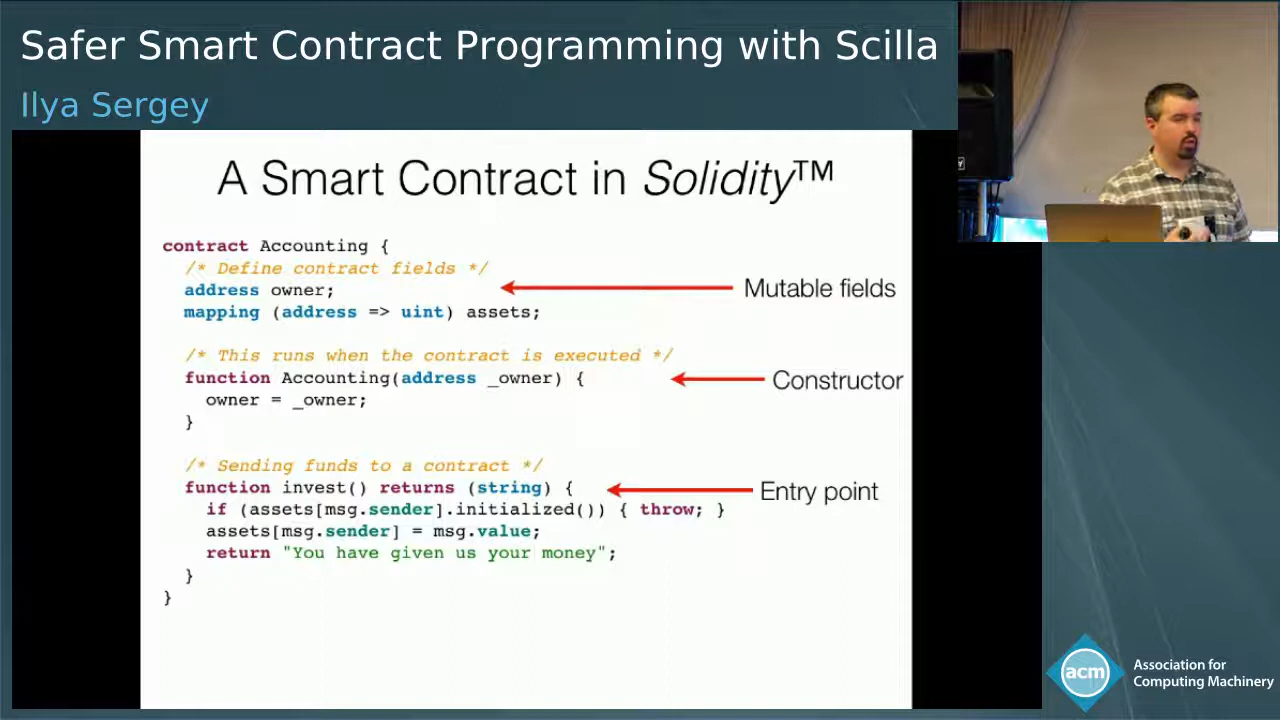 Safer Smart Contract Programming with Scilla
Ilya Sergey
A Smart Contract in Solidity™
contract Accounting {
/* Define contract fields */
address owner;
mapping (address => uint) assets;
Mutable fields
/* This runs when the contract is executed */
function Accounting(address _owner) {
owner = _owner;
}
Constructor
/* Sending funds to a contract */
function invest() returns (string) {
if (assets[msg.sender].initialized()) { throw; }
assets[msg.sender] = msg.value;
return "You have given us your money";
}
}
Entry point
acm
Association for
Computing Machinery